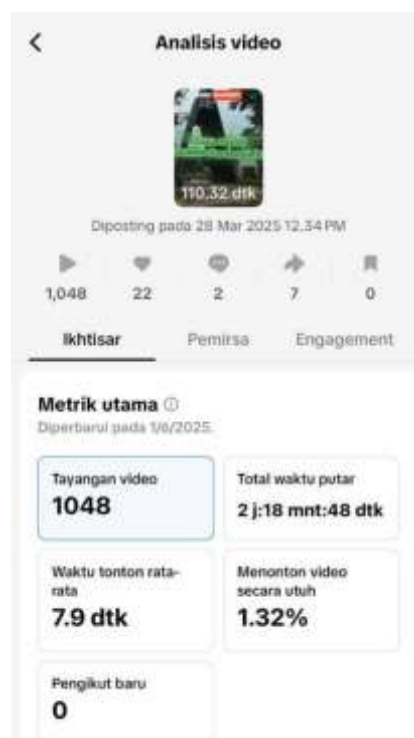 Analisis video
110.32 dtk
Diposting pada 28 Mar 2025 12.34 PM
1,048 22 2 7 0
Ikhtisar Pemirsa Engagement
Metrik utama
Diperbarui pada 1/6/2025.
Tayangan video
1048
Total waktu putar
2 j:18 mnt:48 dtk
Waktu tonton rata-
rata
7.9 dtk
Menonton video
secara utuh
1.32%
Pengikut baru
0